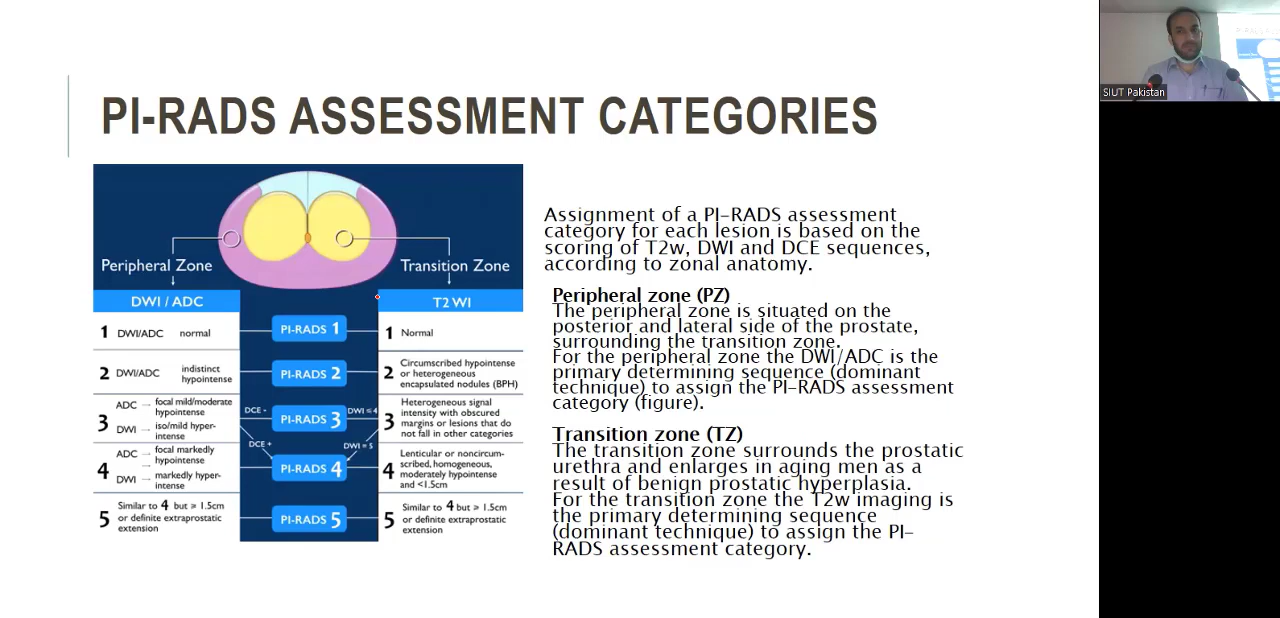 SIUT Pakistan
PI-RADS ASSESSMENT CATEGORIES
Peripheral Zone
Transition Zone
DWI / ADC
T2 WI
1 DWI/ADC normal
PI-RADS 1
1 Normal
2 DWI/ADC indistinct
hypointense
PI-RADS 2
2 Circumscribed hypointense
or heterogeneous
encapsulated nodules (BPH)
3 ADC focal mild/moderate
hypointense
DWI iso/mild hyper-
intense
DCE -
PI-RADS 3
DWI ≤ 4
3 Heterogeneous signal
intensity with obscured
margins or lesions that do
not fall in other categories
DCE +
DWI = 5
4 ADC focal markedly
hypointense
DWI markedly hyper-
intense
PI-RADS 4
4 Lenticular or noncircum-
scribed, homogeneous,
moderately hypointense
and <1.5cm
5 Similar to 4 but ≥ 1.5cm
or definite extraprostatic
extension
PI-RADS 5
5 Similar to 4 but ≥ 1.5cm
or definite extraprostatic
extension
Assignment of a PI-RADS assessment
category for each lesion is based on the
scoring of T2w, DWI and DCE sequences,
according to zonal anatomy.
Peripheral zone (PZ)
The peripheral zone is situated on the
posterior and lateral side of the prostate,
surrounding the transition zone.
For the peripheral zone the DWI/ADC is the
primary determining sequence (dominant
technique) to assign the PI-RADS assessment
category (figure).
Transition zone (TZ)
The transition zone surrounds the prostatic
urethra and enlarges in aging men as a
result of benign prostatic hyperplasia.
For the transition zone the T2w imaging is
the primary determining sequence
(dominant technique) to assign the PI-
RADS assessment category.